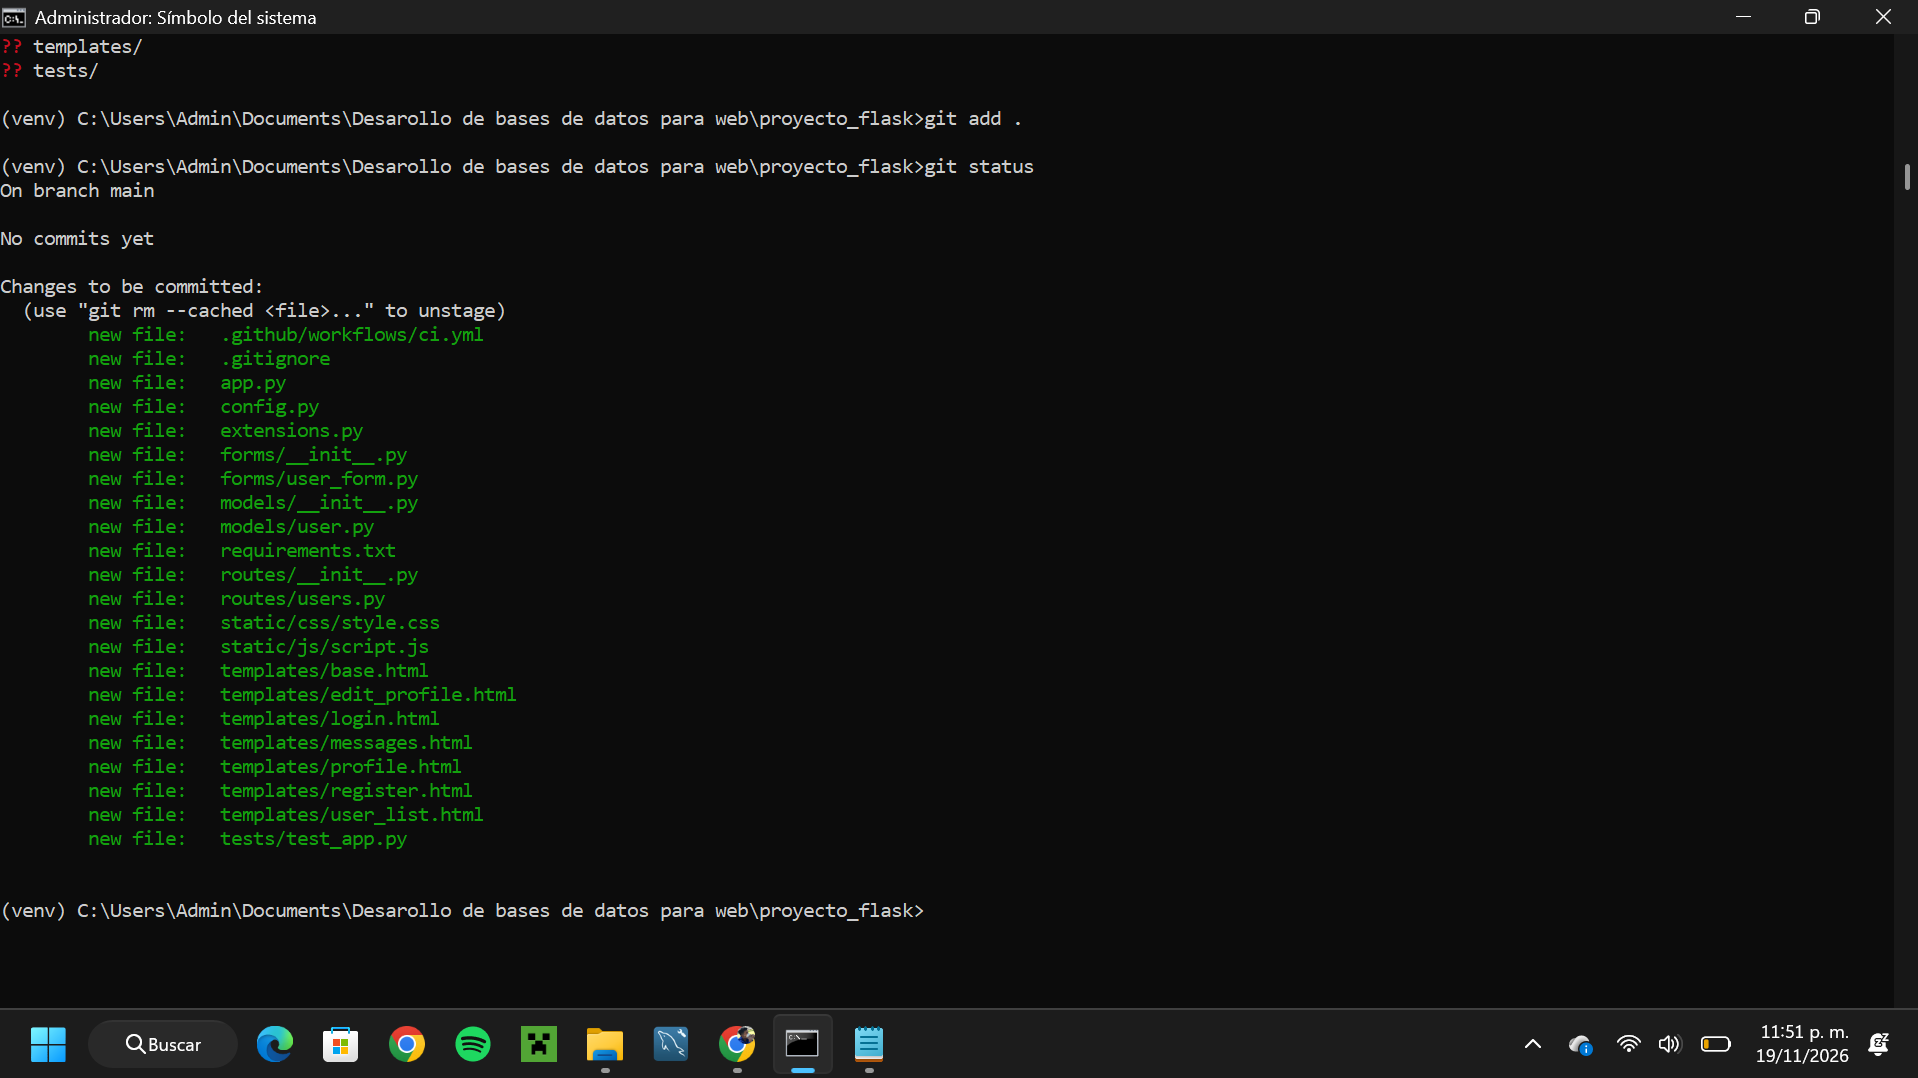 Administrador: Símbolo del sistema
?? templates/
?? tests/
(venv) C:\Users\Admin\Documents\Desarollo de bases de datos para web\proyecto_flask>git add .
(venv) C:\Users\Admin\Documents\Desarollo de bases de datos para web\proyecto_flask>git status
On branch main
No commits yet
Changes to be committed:
  (use "git rm --cached <file>..." to unstage)
        new file:   .github/workflows/ci.yml
        new file:   .gitignore
        new file:   app.py
        new file:   config.py
        new file:   extensions.py
        new file:   forms/__init__.py
        new file:   forms/user_form.py
        new file:   models/__init__.py
        new file:   models/user.py
        new file:   requirements.txt
        new file:   routes/__init__.py
        new file:   routes/users.py
        new file:   static/css/style.css
        new file:   static/js/script.js
        new file:   templates/base.html
        new file:   templates/edit_profile.html
        new file:   templates/login.html
        new file:   templates/messages.html
        new file:   templates/profile.html
        new file:   templates/register.html
        new file:   templates/user_list.html
        new file:   tests/test_app.py
(venv) C:\Users\Admin\Documents\Desarollo de bases de datos para web\proyecto_flask>
Buscar
11:51 p. m.
19/11/2026